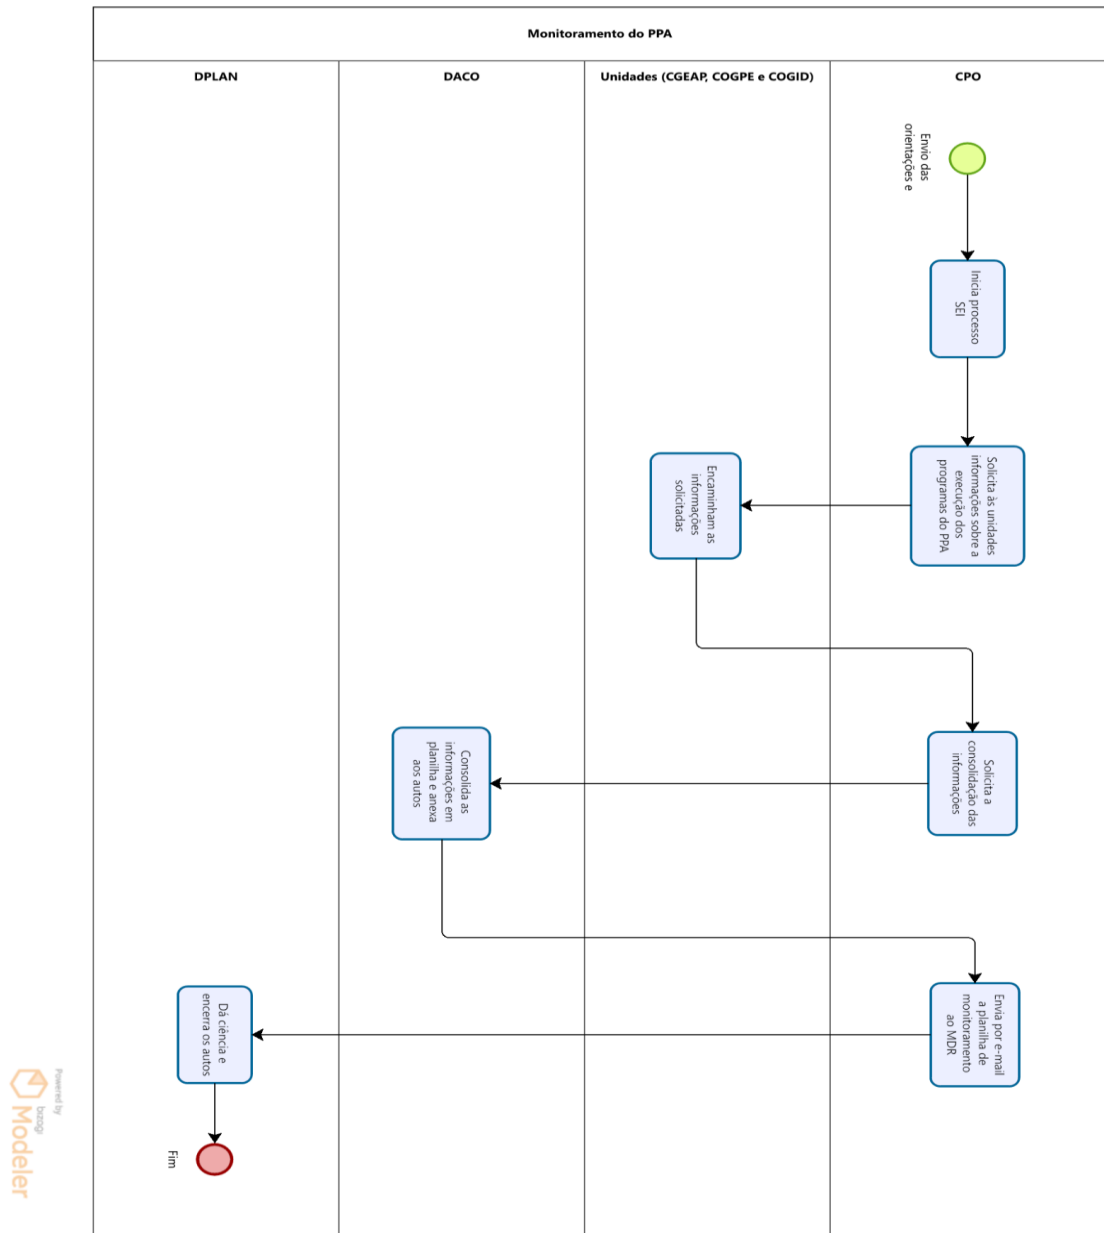 Monitoramento do PPA
DPLAN
DACO
Unidades (CGEAP, COGPE e COGID)
CPO
Envio das
orientações e
Inicia processo
SEI
Solicita às unidades
informações sobre a
execução dos
programas do PPA
Encaminham as
informações
solicitadas
Solicita a
consolidação das
informações
Consolida as
informações em
planilha e anexa
aos autos
Envia por e-mail
a planilha de
monitoramento
ao MDR
Dá ciência e
encerra os autos
Fim
Powered by
bizagi
Modeler